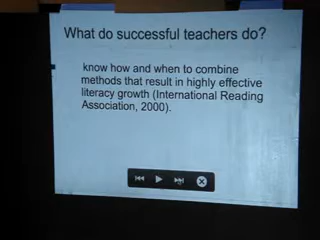 What do successful teachers do?
know how and when to combine
methods that result in highly effective
literacy growth (International Reading
Association, 2000).